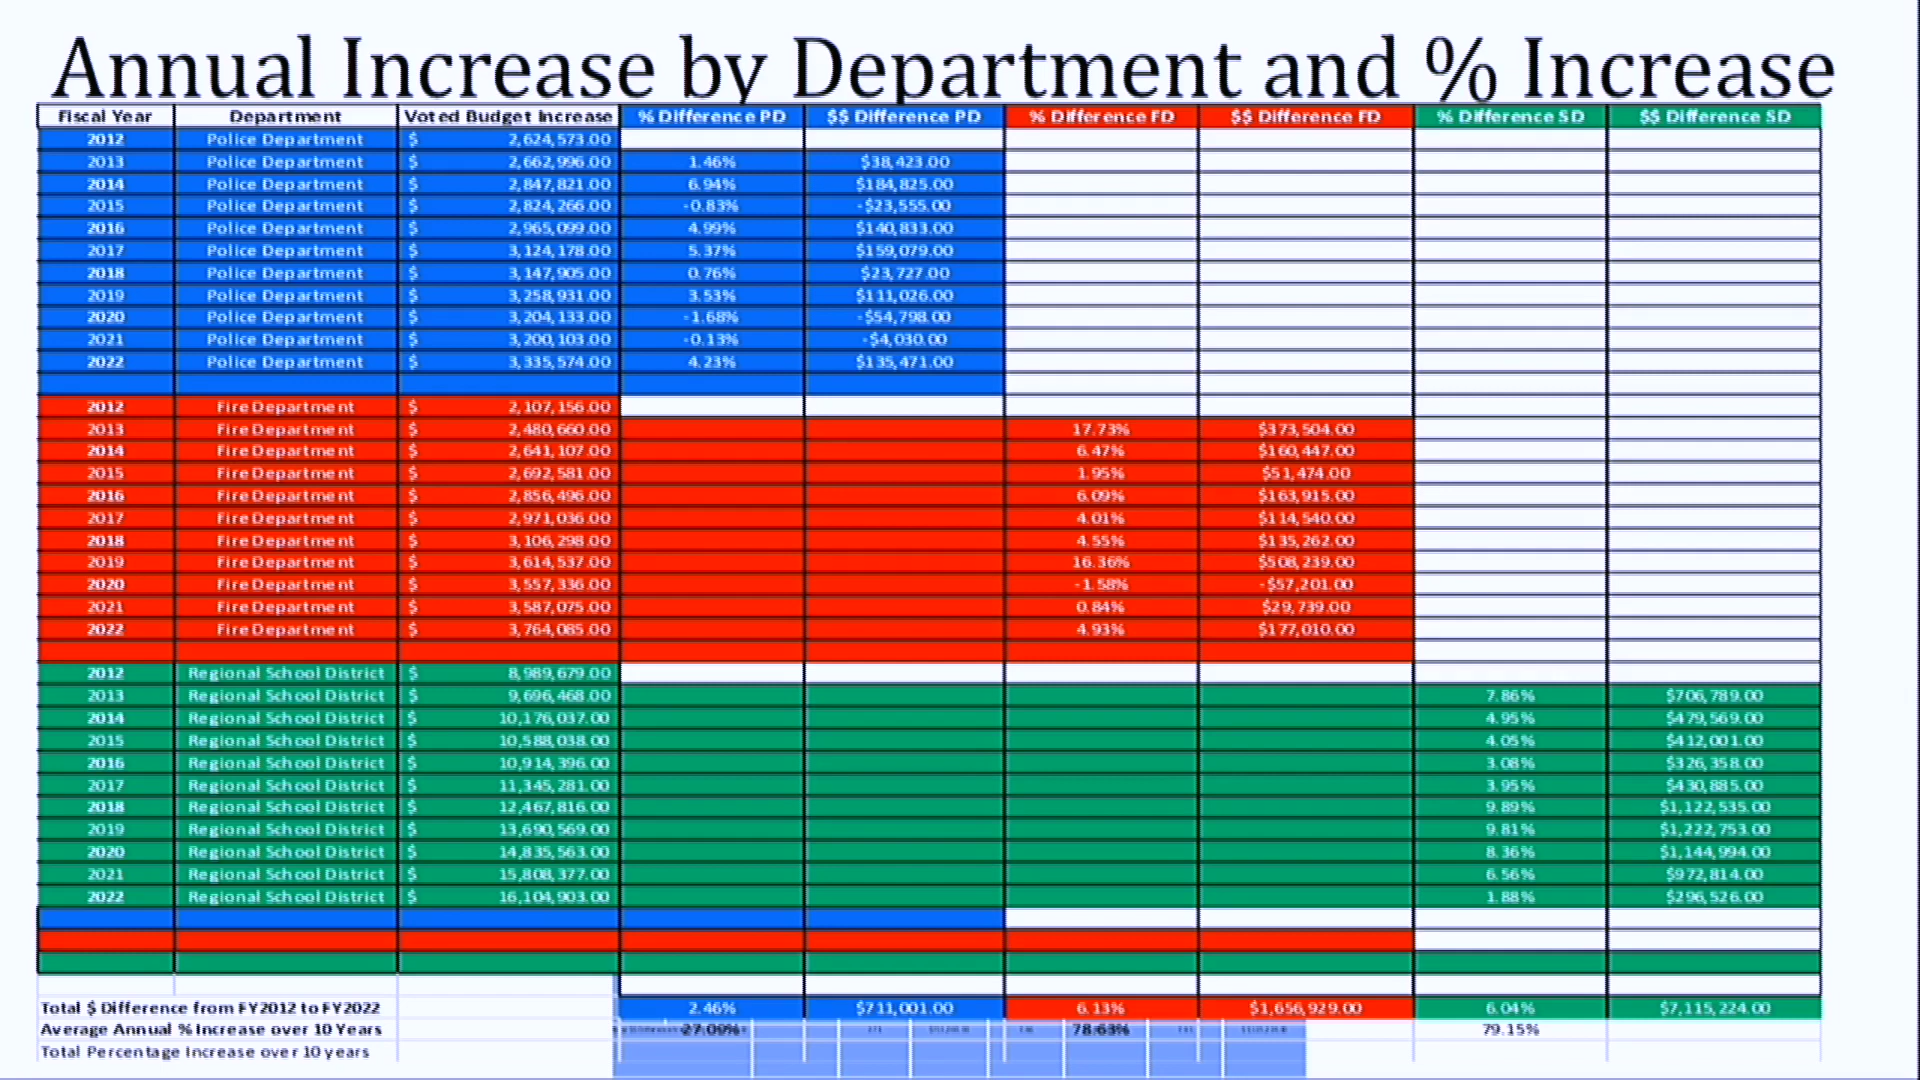 Annual Increase by Department and % Increase
Fiscal Year Department Voted Budget Increase % Difference PD $$ Difference PD % Difference FD $$ Difference FD % Difference SD $$ Difference SD
2012 Police Department $ 2,624,573.00
2013 Police Department $ 2,662,996.00 1.46% $38,423.00
2014 Police Department $ 2,847,821.00 6.94% $184,825.00
2015 Police Department $ 2,824,266.00 -0.83% -$23,555.00
2016 Police Department $ 2,965,099.00 4.99% $140,833.00
2017 Police Department $ 3,124,178.00 5.37% $159,079.00
2018 Police Department $ 3,147,905.00 0.76% $23,727.00
2019 Police Department $ 3,258,931.00 3.53% $111,026.00
2020 Police Department $ 3,204,133.00 -1.68% -$54,798.00
2021 Police Department $ 3,200,103.00 -0.13% -$4,030.00
2022 Police Department $ 3,335,574.00 4.23% $135,471.00
2012 Fire Department $ 2,107,156.00
2013 Fire Department $ 2,480,660.00 17.73% $373,504.00
2014 Fire Department $ 2,641,107.00 6.47% $160,447.00
2015 Fire Department $ 2,692,581.00 1.95% $51,474.00
2016 Fire Department $ 2,856,496.00 6.09% $163,915.00
2017 Fire Department $ 2,971,036.00 4.01% $114,540.00
2018 Fire Department $ 3,106,298.00 4.55% $135,262.00
2019 Fire Department $ 3,614,537.00 16.36% $508,239.00
2020 Fire Department $ 3,557,336.00 -1.58% -$57,201.00
2021 Fire Department $ 3,587,075.00 0.84% $29,739.00
2022 Fire Department $ 3,764,085.00 4.93% $177,010.00
2012 Regional School District $ 8,989,679.00
2013 Regional School District $ 9,696,468.00 7.86% $706,789.00
2014 Regional School District $ 10,176,037.00 4.95% $479,569.00
2015 Regional School District $ 10,588,038.00 4.05% $412,001.00
2016 Regional School District $ 10,914,396.00 3.08% $326,358.00
2017 Regional School District $ 11,345,281.00 3.95% $430,885.00
2018 Regional School District $ 12,467,816.00 9.89% $1,122,535.00
2019 Regional School District $ 13,690,569.00 9.81% $1,222,753.00
2020 Regional School District $ 14,835,563.00 8.36% $1,144,994.00
2021 Regional School District $ 15,808,377.00 6.56% $972,814.00
2022 Regional School District $ 16,104,903.00 1.88% $296,526.00
Total $ Difference from FY2012 to FY2022 2.46% $711,001.00 6.13% $1,656,929.00 6.04% $7,115,224.00
Average Annual % Increase over 10 Years 27.09% 78.63% 79.15%
Total Percentage Increase over 10 years